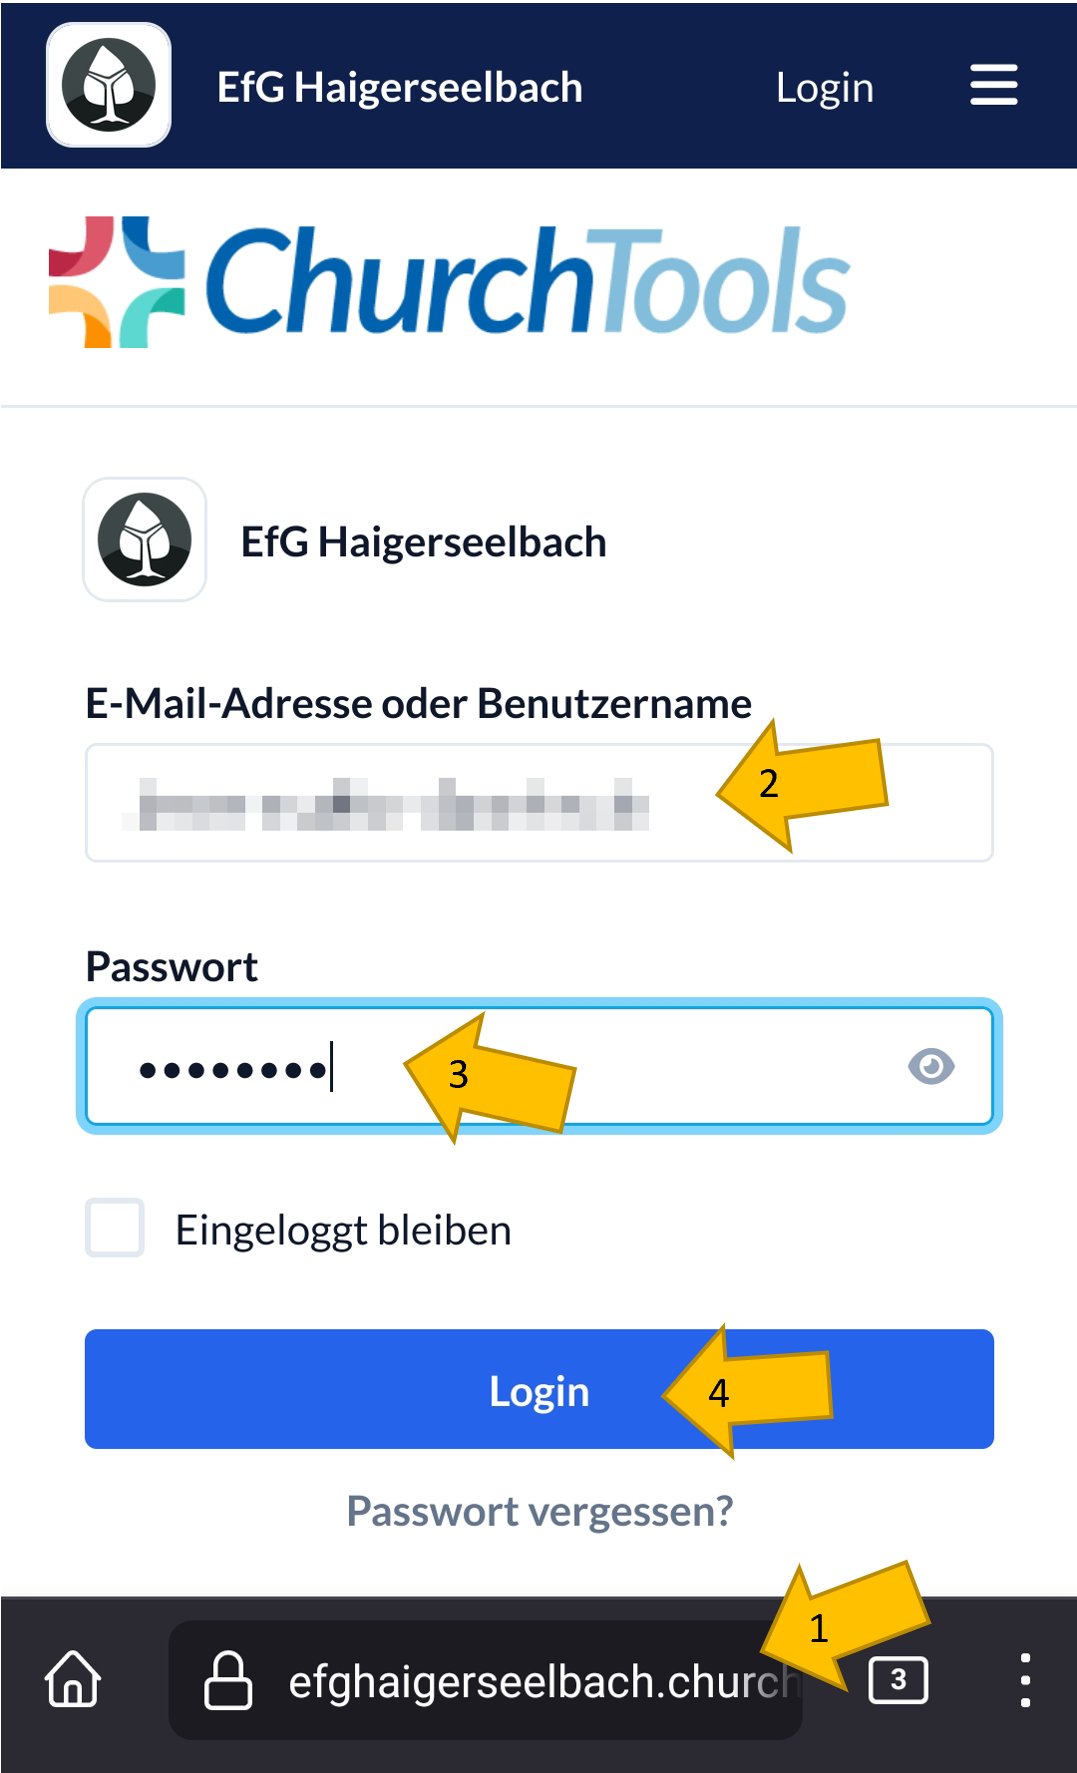 EfG Haigerseelbach Login
ChurchTools
EfG Haigerseelbach
E-Mail-Adresse oder Benutzername
2
Passwort
3
Eingeloggt bleiben
Login 4
Passwort vergessen?
1
efghaigerseelbach.church 3